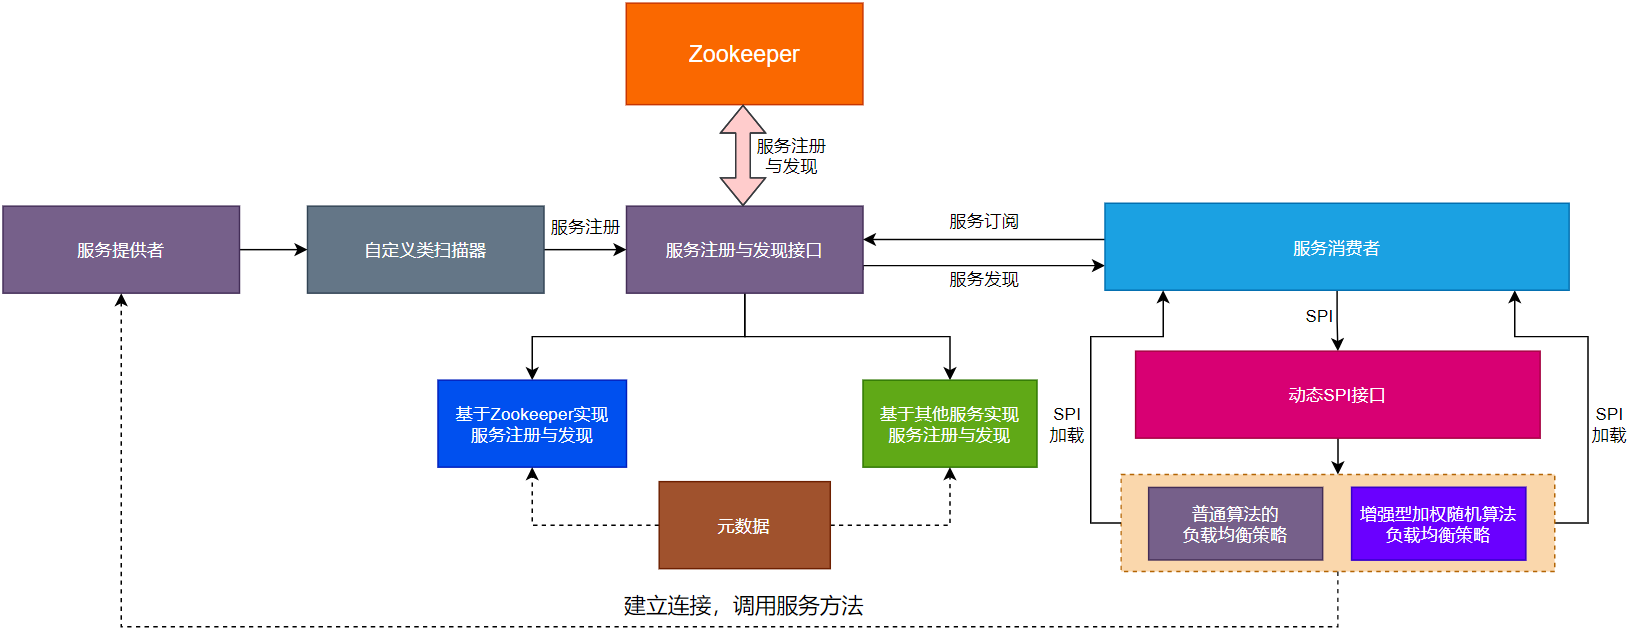 Zookeeper
服务注册
与发现
服务提供者
自定义类扫描器
服务注册
服务注册与发现接口
服务订阅
服务发现
服务消费者
SPI
动态SPI接口
基于Zookeeper实现
服务注册与发现
基于其他服务实现
服务注册与发现
SPI
加载
SPI
加载
元数据
普通算法的
负载均衡策略
增强型加权随机算法
负载均衡策略
建立连接，调用服务方法